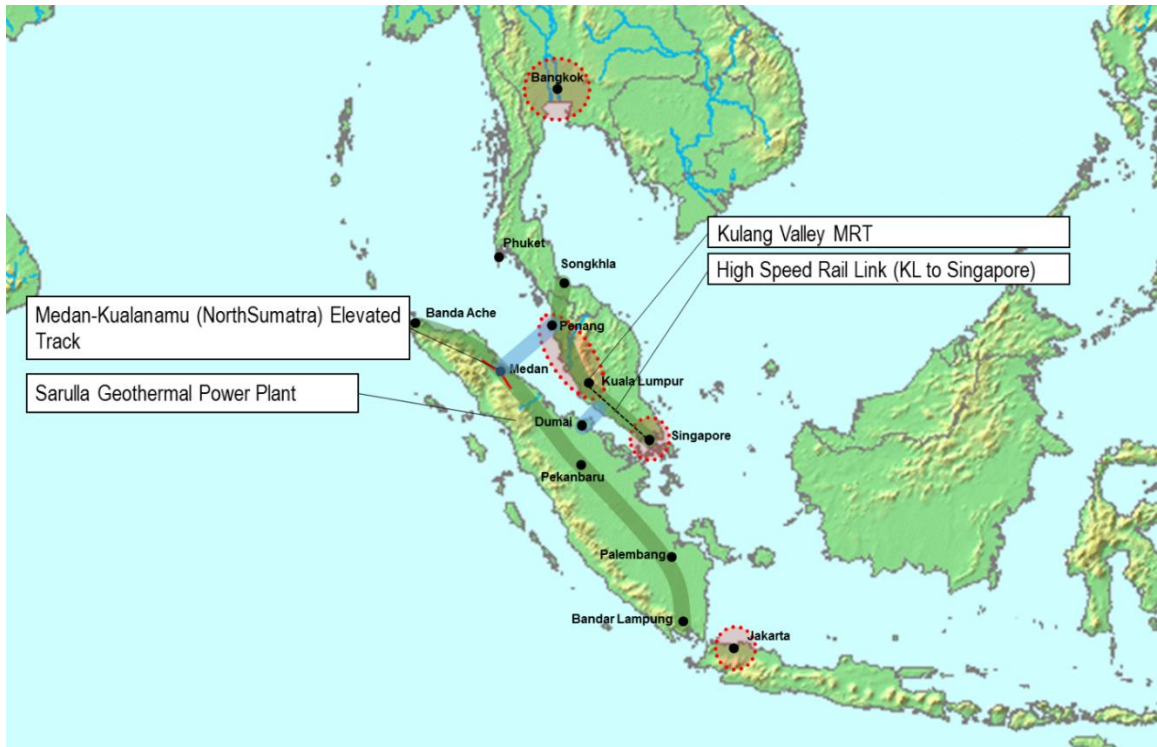 Bangkok
Kulang Valley MRT
Phuket
High Speed Rail Link (KL to Singapore)
Songkhla
Medan-Kualanamu (NorthSumatra) Elevated
Track
Banda Ache
Penang
Medan
Kuala Lumpur
Sarulla Geothermal Power Plant
Dumai
Singapore
Pekanbaru
Palembang
Bandar Lampung
Jakarta